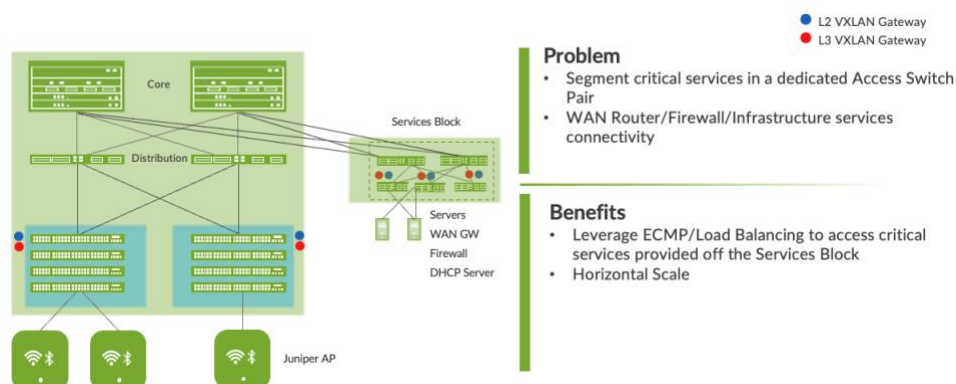 L2 VXLAN Gateway
L3 VXLAN Gateway
Core
Distribution
Services Block
Servers
WAN GW
Firewall
DHCP Server
Juniper AP
Problem
• Segment critical services in a dedicated Access Switch
Pair
• WAN Router/Firewall/Infrastructure services
connectivity
Benefits
• Leverage ECMP/Load Balancing to access critical
services provided off the Services Block
• Horizontal Scale